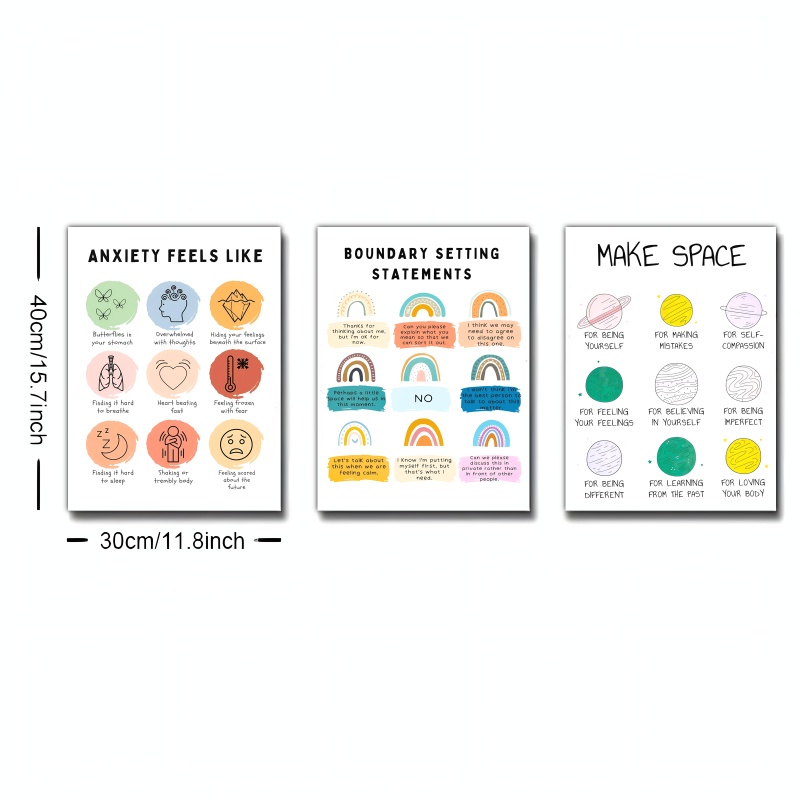 40cm/15.7inch
30cm/11.8inch
ANXIETY FEELS LIKE
Butterflies in
your stomach
Overwhelmed
with thoughts
Hiding your feelings
beneath the surface
Finding it hard
to breathe
Heart beating
fast
Feeling frozen
with fear
Z Z Z
Finding it hard
to sleep
Shaking or
trembly body
Feeling scared
about the
future
BOUNDARY SETTING
STATEMENTS
Thanks for
thinking about me,
but I'm OK for
now.
Can you please
explain what you
mean so that we
can sort it out.
I think we may
need to agree
to disagree on
this one.
Perhaps a little
space will help us in
this moment.
NO
I don't think I'm
the best person to
talk to about this
matter.
Let's talk about
this when we are
feeling calm.
I Know I'm putting
myself first, but
that's what I
need.
Can we please
discuss this in
private rather than
in front of other
people.
MAKE SPACE
FOR BEING
YOURSELF
FOR MAKING
MISTAKES
FOR SELF-
COMPASSION
FOR FEELING
YOUR FEELINGS
FOR BELIEVING
IN YOURSELF
FOR BEING
IMPERFECT
FOR BEING
DIFFERENT
FOR LEARNING
FROM THE PAST
FOR LOVING
YOUR BODY